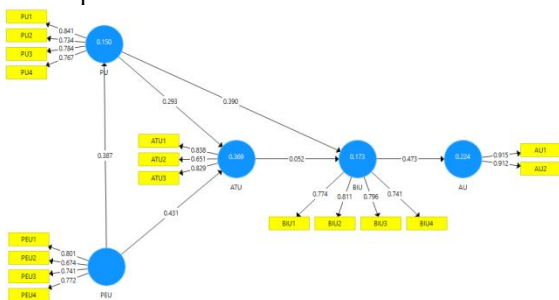 PU1
PU2
PU3
PU4
0.841
0.734
0.784
0.767
0.150
PU
0.293
0.390
0.387
ATU1
ATU2
ATU3
0.838
0.651
0.829
0.369
ATU
0.052
0.173
BIU
0.473
0.224
AU
0.915
0.912
AU1
AU2
0.431
0.774
0.811
0.796
0.741
BIU1
BIU2
BIU3
BIU4
PEU1
PEU2
PEU3
PEU4
0.801
0.674
0.741
0.772
PEU